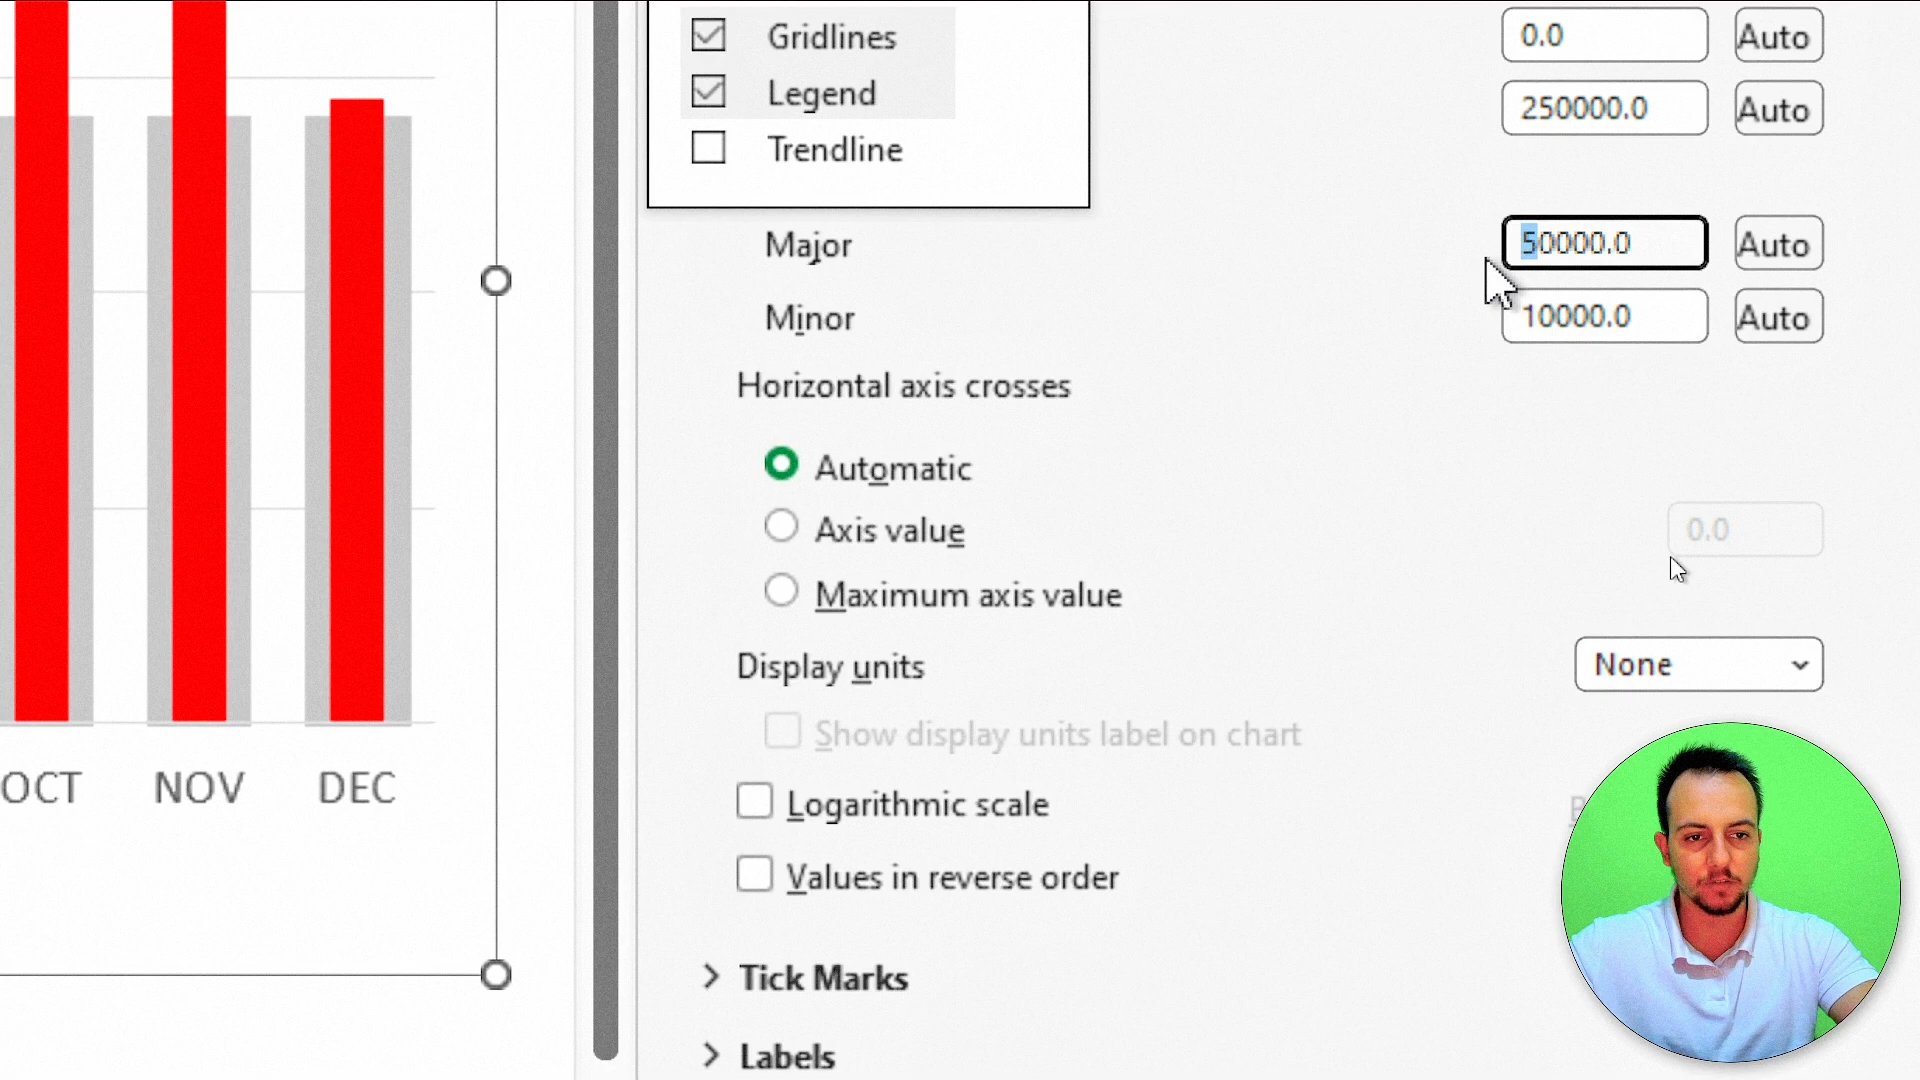 Gridlines
Legend
Trendline
0.0 Auto
250000.0 Auto
Major 50000.0 Auto
Minor 10000.0 Auto
Horizontal axis crosses
Automatic
Axis value 0.0
Maximum axis value
Display units None
Show display units label on chart
Logarithmic scale
Values in reverse order
Tick Marks
Labels
OCT NOV DEC